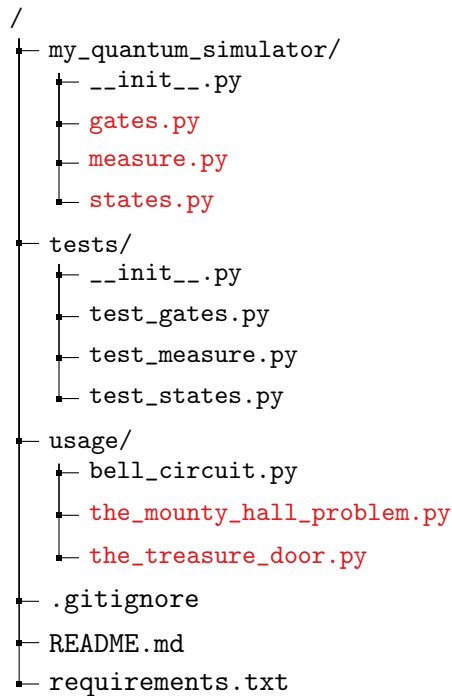 /
my_quantum_simulator/
__init__.py
gates.py
measure.py
states.py
tests/
__init__.py
test_gates.py
test_measure.py
test_states.py
usage/
bell_circuit.py
the_mounty_hall_problem.py
the_treasure_door.py
.gitignore
README.md
requirements.txt